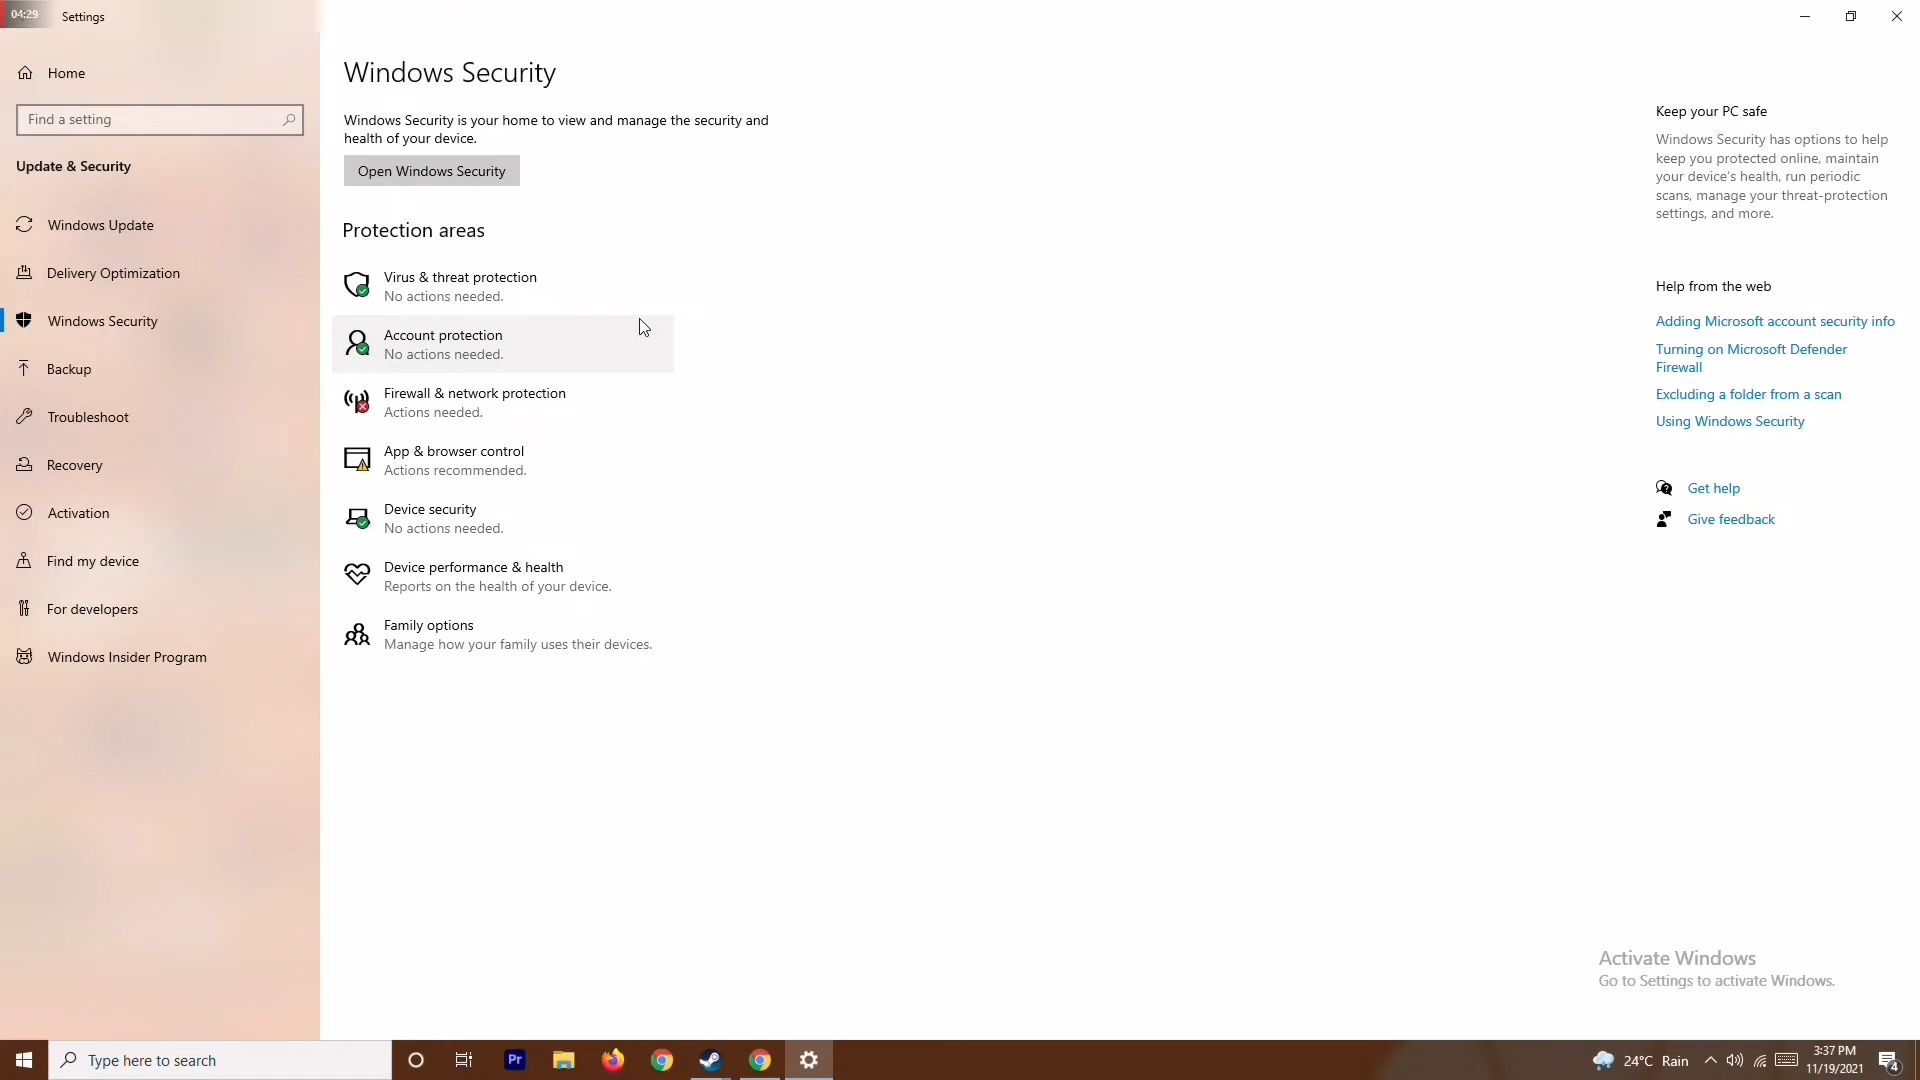 04:29
Settings
Home
Find a setting
Update & Security
Windows Update
Delivery Optimization
Windows Security
Backup
Troubleshoot
Recovery
Activation
Find my device
For developers
Windows Insider Program
Windows Security
Windows Security is your home to view and manage the security and
health of your device.
Open Windows Security
Protection areas
Virus & threat protection
No actions needed.
Account protection
No actions needed.
Firewall & network protection
Actions needed.
App & browser control
Actions recommended.
Device security
No actions needed.
Device performance & health
Reports on the health of your device.
Family options
Manage how your family uses their devices.
Keep your PC safe
Windows Security has options to help
keep you protected online, maintain
your device's health, run periodic
scans, manage your threat-protection
settings, and more.
Help from the web
Adding Microsoft account security info
Turning on Microsoft Defender
Firewall
Excluding a folder from a scan
Using Windows Security
Get help
Give feedback
Activate Windows
Go to Settings to activate Windows.
Type here to search
Pr
24°C Rain
3:37 PM
11/19/2021
4